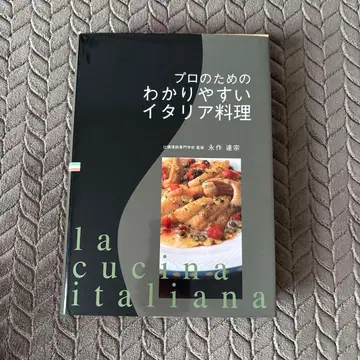 プロのための
わかりやすい
イタリア料理
辻調理師専門学校 監修 永作 達宗
la
cucina
italiana